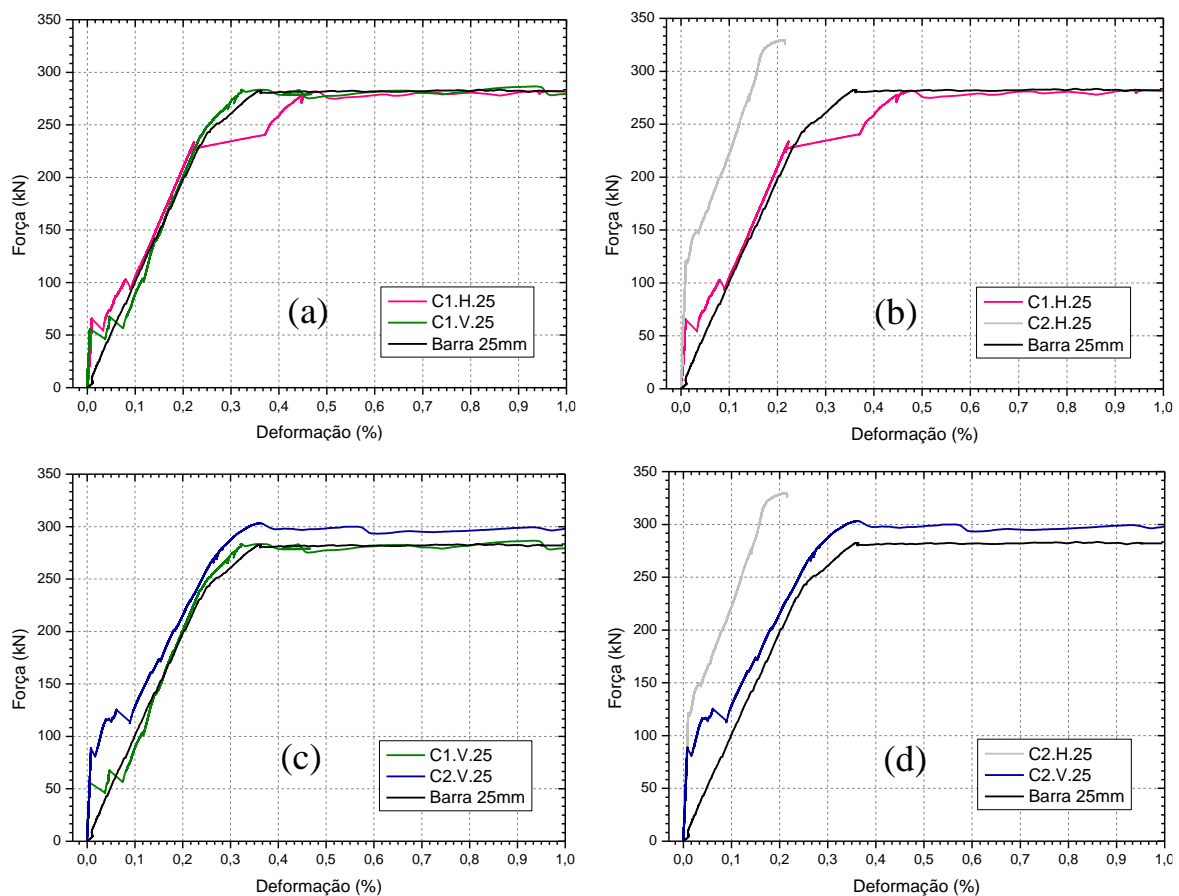 350
300
250
200
150
100
50
0
Força (kN)
0,0 0,1 0,2 0,3 0,4 0,5 0,6 0,7 0,8 0,9 1,0
Deformação (%)
(a)
C1.H.25
C1.V.25
Barra 25mm
350
300
250
200
150
100
50
0
Força (kN)
0,0 0,1 0,2 0,3 0,4 0,5 0,6 0,7 0,8 0,9 1,0
Deformação (%)
(b)
C1.H.25
C2.H.25
Barra 25mm
350
300
250
200
150
100
50
0
Força (kN)
0,0 0,1 0,2 0,3 0,4 0,5 0,6 0,7 0,8 0,9 1,0
Deformação (%)
(c)
C1.V.25
C2.V.25
Barra 25mm
350
300
250
200
150
100
50
0
Força (kN)
0,0 0,1 0,2 0,3 0,4 0,5 0,6 0,7 0,8 0,9 1,0
Deformação (%)
(d)
C2.H.25
C2.V.25
Barra 25mm